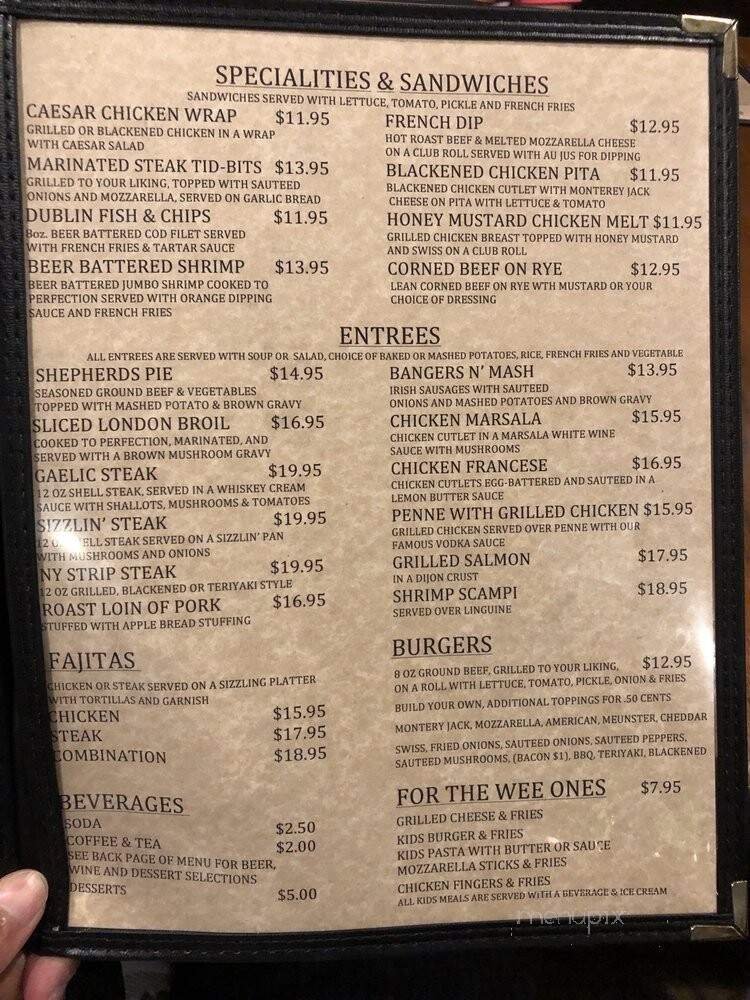 SPECIALITIES & SANDWICHES
SANDWICHES SERVED WITH LETTUCE, TOMATO, PICKLE AND FRENCH FRIES
CAESAR CHICKEN WRAP $11.95
GRILLED OR BLACKENED CHICKEN IN A WRAP
WITH CAESAR SALAD
MARINATED STEAK TID-BITS $13.95
GRILLED TO YOUR LIKING, TOPPED WITH SAUTEED
ONIONS AND MOZZARELLA, SERVED ON GARLIC BREAD
DUBLIN FISH & CHIPS $11.95
8oz. BEER BATTERED COD FILET SERVED
WITH FRENCH FRIES & TARTAR SAUCE
BEER BATTERED SHRIMP $13.95
BEER BATTERED JUMBO SHRIMP COOKED TO
PERFECTION SERVED WITH ORANGE DIPPING
SAUCE AND FRENCH FRIES
FRENCH DIP $12.95
HOT ROAST BEEF & MELTED MOZZARELLA CHEESE
ON A CLUB ROLL SERVED WITH AU JUS FOR DIPPING
BLACKENED CHICKEN PITA $11.95
BLACKENED CHICKEN CUTLET WITH MONTEREY JACK
CHEESE ON PITA WITH LETTUCE & TOMATO
HONEY MUSTARD CHICKEN MELT $11.95
GRILLED CHICKEN BREAST TOPPED WITH HONEY MUSTARD
AND SWISS ON A CLUB ROLL
CORNED BEEF ON RYE $12.95
LEAN CORNED BEEF ON RYE WTH MUSTARD OR YOUR
CHOICE OF DRESSING
ENTREES
ALL ENTREES ARE SERVED WITH SOUP OR SALAD, CHOICE OF BAKED OR MASHED POTATOES, RICE, FRENCH FRIES AND VEGETABLE
SHEPHERDS PIE $14.95
SEASONED GROUND BEEF & VEGETABLES
TOPPED WITH MASHED POTATO & BROWN GRAVY
SLICED LONDON BROIL $16.95
COOKED TO PERFECTION, MARINATED, AND
SERVED WITH A BROWN MUSHROOM GRAVY
GAELIC STEAK $19.95
12 OZ SHELL STEAK, SERVED IN A WHISKEY CREAM
SAUCE WITH SHALLOTS, MUSHROOMS & TOMATOES
SIZZLIN' STEAK $19.95
12 OZ SHELL STEAK SERVED ON A SIZZLIN' PAN
WITH MUSHROOMS AND ONIONS
NY STRIP STEAK $19.95
12 OZ GRILLED, BLACKENED OR TERIYAKI STYLE
ROAST LOIN OF PORK $16.95
STUFFED WITH APPLE BREAD STUFFING
BANGERS N' MASH $13.95
IRISH SAUSAGES WITH SAUTEED
ONIONS AND MASHED POTATOES AND BROWN GRAVY
CHICKEN MARSALA $15.95
CHICKEN CUTLET IN A MARSALA WHITE WINE
SAUCE WITH MUSHROOMS
CHICKEN FRANCESE $16.95
CHICKEN CUTLETS EGG-BATTERED AND SAUTEED IN A
LEMON BUTTER SAUCE
PENNE WITH GRILLED CHICKEN $15.95
GRILLED CHICKEN SERVED OVER PENNE WITH OUR
FAMOUS VODKA SAUCE
GRILLED SALMON $17.95
IN A DIJON CRUST
SHRIMP SCAMPI $18.95
SERVED OVER LINGUINE
FAJITAS
CHICKEN OR STEAK SERVED ON A SIZZLING PLATTER
WITH TORTILLAS AND GARNISH
CHICKEN $15.95
STEAK $17.95
COMBINATION $18.95
BURGERS
8 OZ GROUND BEEF, GRILLED TO YOUR LIKING, $12.95
ON A ROLL WITH LETTUCE, TOMATO, PICKLE, ONION & FRIES
BUILD YOUR OWN, ADDITIONAL TOPPINGS FOR .50 CENTS
MONTERY JACK, MOZZARELLA, AMERICAN, MEUNSTER, CHEDDAR
SWISS, FRIED ONIONS, SAUTEED ONIONS, SAUTEED PEPPERS,
SAUTEED MUSHROOMS, (BACON $1), BBQ, TERIYAKI, BLACKENED
BEVERAGES
SODA $2.50
COFFEE & TEA $2.00
SEE BACK PAGE OF MENU FOR BEER,
WINE AND DESSERT SELECTIONS
DESSERTS $5.00
FOR THE WEE ONES $7.95
GRILLED CHEESE & FRIES
KIDS BURGER & FRIES
KIDS PASTA WITH BUTTER OR SAUCE
MOZZARELLA STICKS & FRIES
CHICKEN FINGERS & FRIES
ALL KIDS MEALS ARE SERVED WITH A BEVERAGE & ICE CREAM
menupix